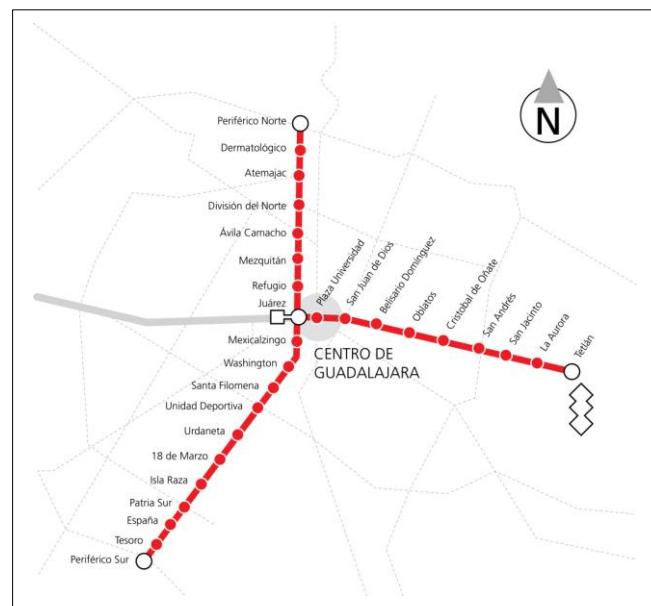 Periférico Norte
N
Dermatológico
Atemajac
División del Norte
Ávila Camacho
Mezquitán
Refugio
Juárez
Plaza Universidad
San Juan de Dios
Belisario Domínguez
Oblatos
Cristobal de Oñate
San Andrés
San Jacinto
La Aurora
Tetlán
Mexicalzingo
CENTRO DE
GUADALAJARA
Washington
Santa Filomena
Unidad Deportiva
Urdaneta
18 de Marzo
Isla Raza
Patria Sur
España
Tesoro
Periférico Sur